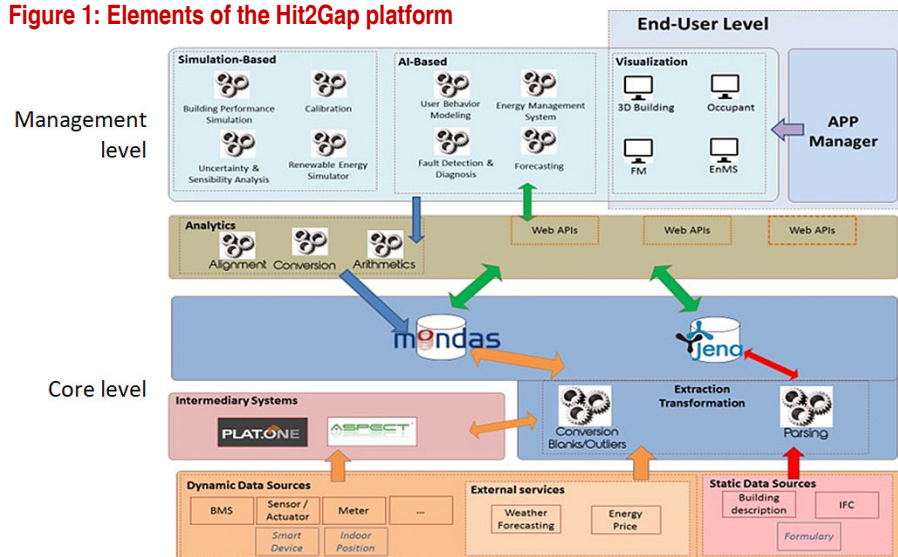 Figure 1: Elements of the Hit2Gap platform
End-User Level
Management
level
Simulation-Based
Building Performance
Simulation
Calibration
Uncertainty &
Sensibility Analysis
Renewable Energy
Simulator
AI-Based
User Behavior
Modeling
Energy Management
System
Fault Detection &
Diagnosis
Forecasting
Visualization
3D Building
Occupant
FM
EnMS
APP
Manager
Analytics
Alignment
Conversion
Arithmetics
Web APIs
Web APIs
Web APIs
Core level
mondas
jena
Extraction
Transformation
Conversion
Blanks/Outliers
Parsing
Intermediary Systems
PLAT.ONE
ASPECT
Dynamic Data Sources
BMS
Sensor /
Actuator
Meter
...
Smart
Device
Indoor
Position
External services
Weather
Forecasting
Energy
Price
Static Data Sources
Building
description
IFC
Formulary